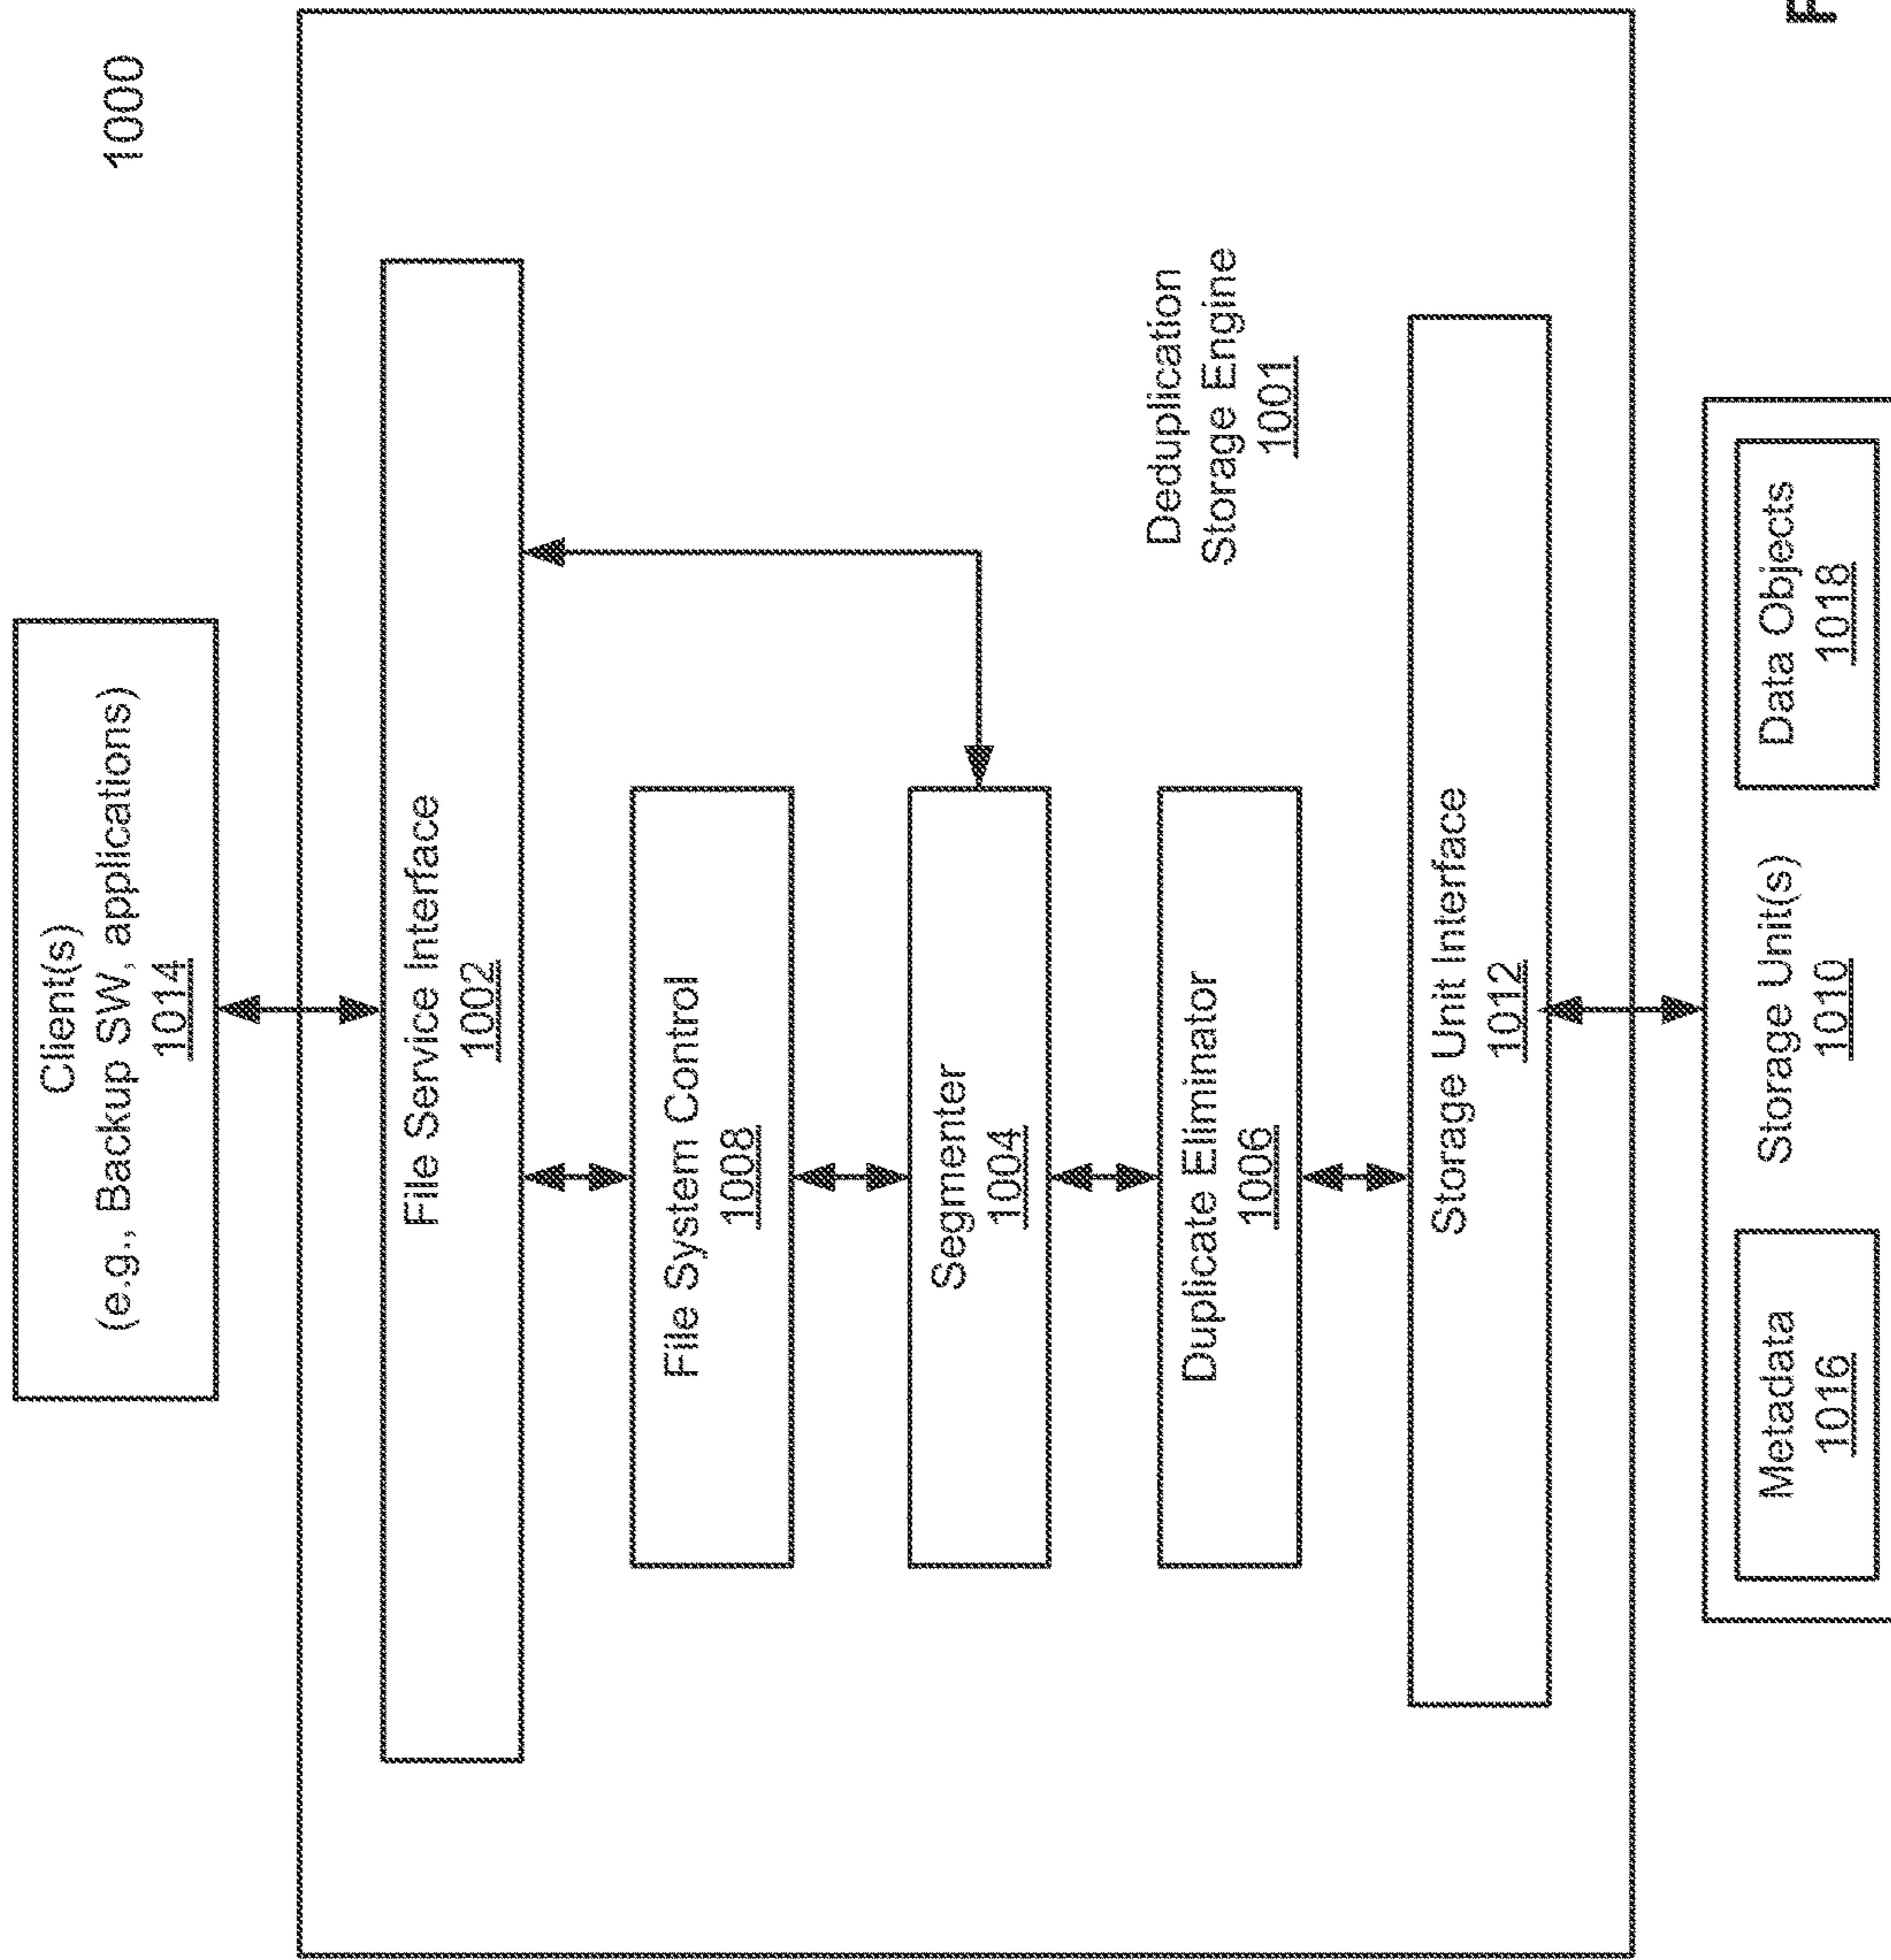 1000
Client(s)
(e.g., Backup SW, applications)
1014
File Service Interface
1002
File System Control
1008
Segmenter
1004
Duplicate Eliminator
1006
Deduplication
Storage Engine
1001
Storage Unit Interface
1012
Metadata
1016
Storage Unit(s)
1010
Data Objects
1018